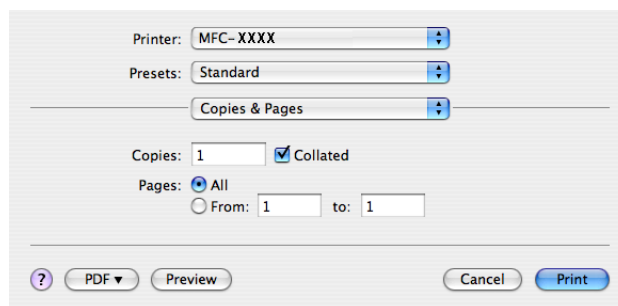 Printer: MFC-XXXX
Presets: Standard
Copies & Pages
Copies: 1 Collated
Pages: All
From: 1 to: 1
? PDF ▼ Preview Cancel Print